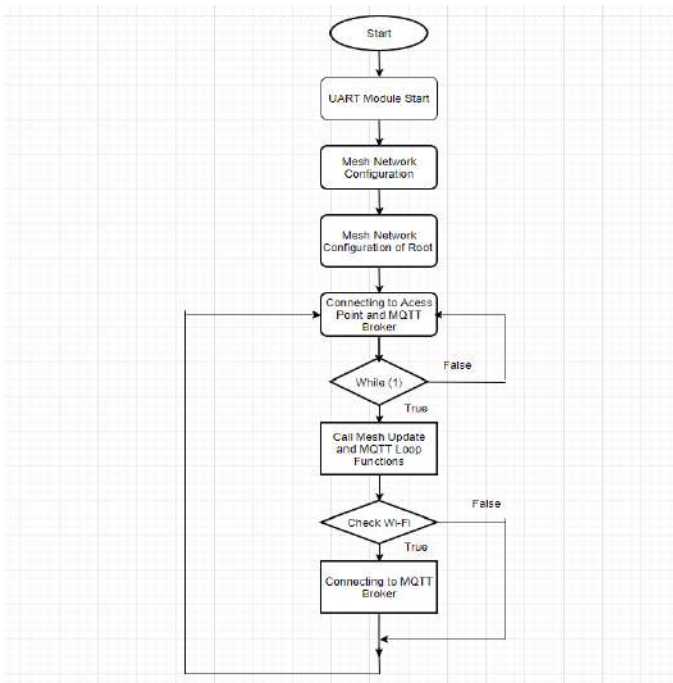 Start
UART Module Start
Mesh Network
Configuration
Mesh Network
Configuration of Root
Connecting to Acess
Point and MQTT
Broker
False
While (1)
True
Call Mesh Update
and MQTT Loop
Functions
False
Check Wi-Fi
True
Connecting to MQTT
Broker